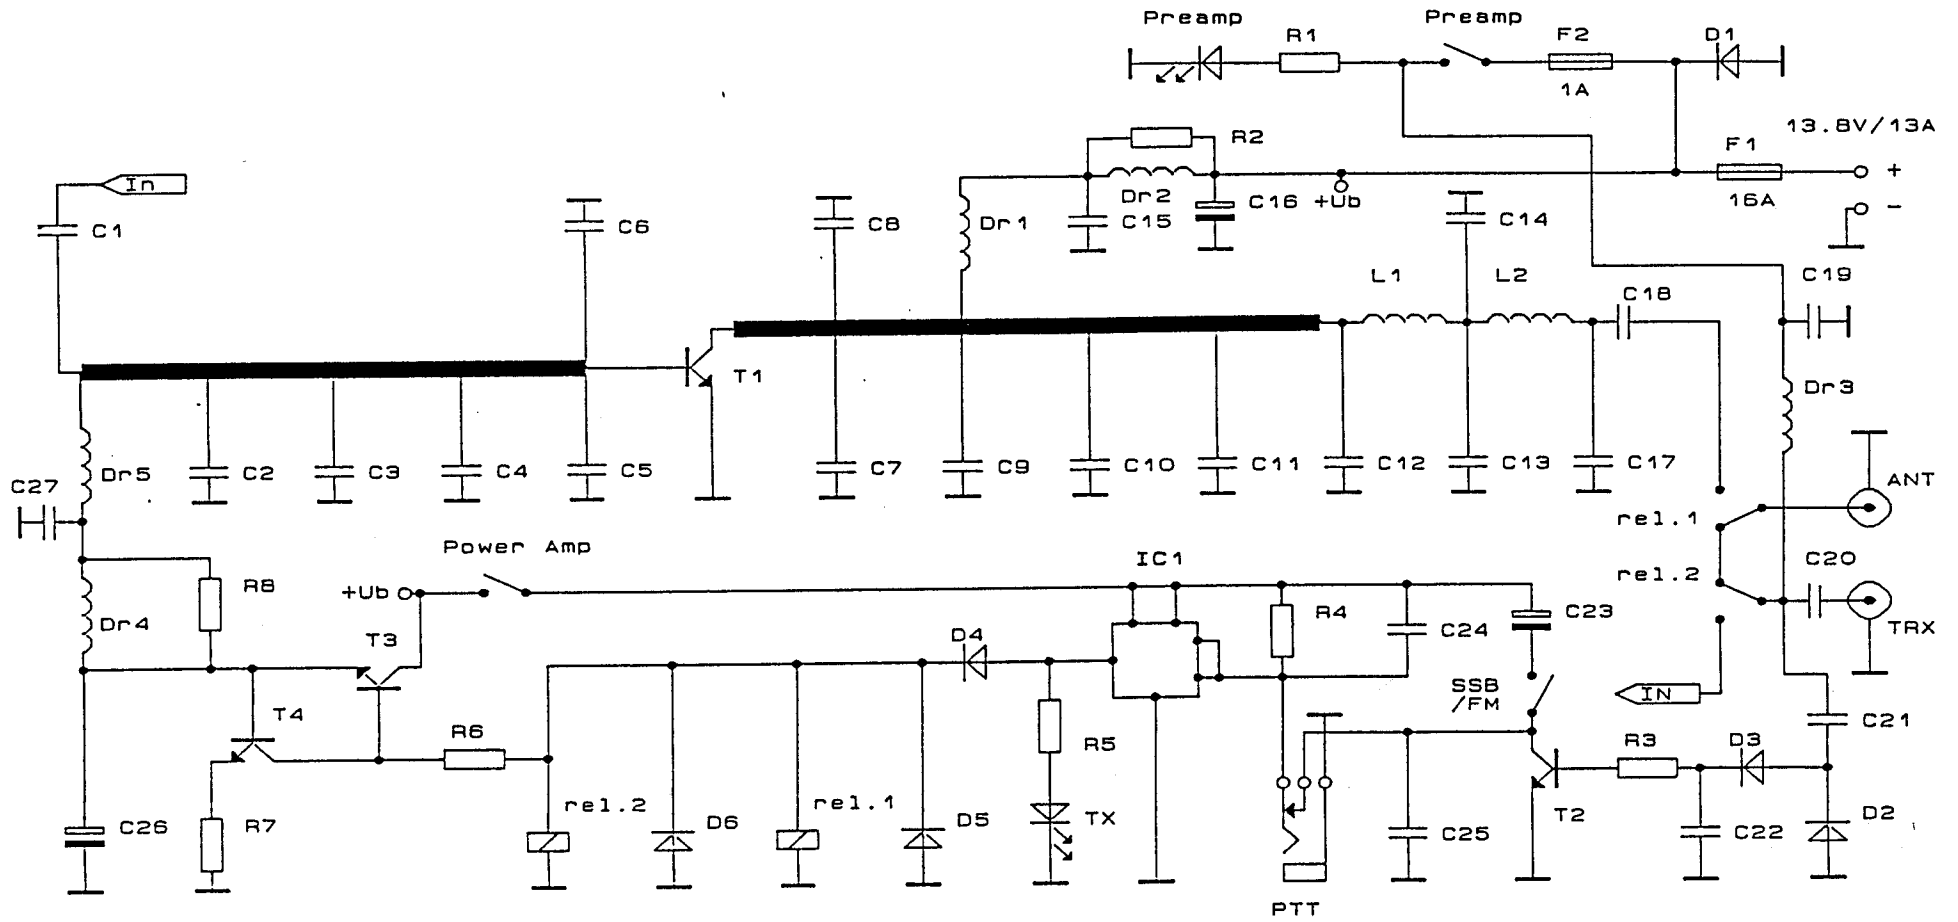 Preamp
Preamp
R1
F2
D1
1A
13.8V/13A
R2
F1
In
+
Dr2
C16
+Ub
16A
C1
C6
C8
Dr1
C15
C14
-
L1
L2
C19
C18
T1
Dr3
C27
Dr5
C2
C3
C4
C5
C7
C9
C10
C11
C12
C13
C17
ANT
rel.1
Power Amp
IC1
C20
rel.2
R8
+Ub
R4
C23
Dr4
T3
D4
C24
TRX
SSB
/FM
IN
T4
R6
R5
C21
R3
D3
rel.2
rel.1
C26
R7
D6
D5
TX
C25
T2
C22
D2
PTT